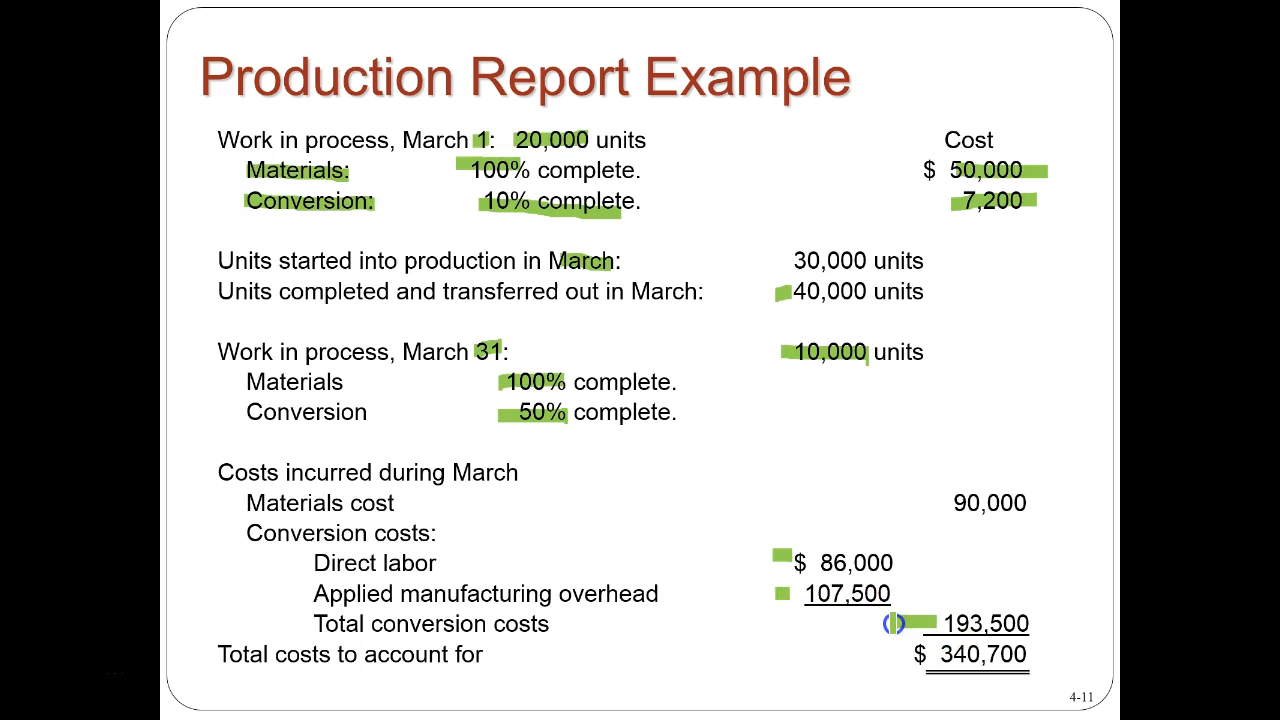 Production Report Example
Work in process, March 1: 20,000 units Cost
Materials: 100% complete. $ 50,000
Conversion: 10% complete. 7,200
Units started into production in March: 30,000 units
Units completed and transferred out in March: 40,000 units
Work in process, March 31: 10,000 units
Materials 100% complete.
Conversion 50% complete.
Costs incurred during March
Materials cost 90,000
Conversion costs:
Direct labor $ 86,000
Applied manufacturing overhead 107,500
Total conversion costs 193,500
Total costs to account for $ 340,700
4-11